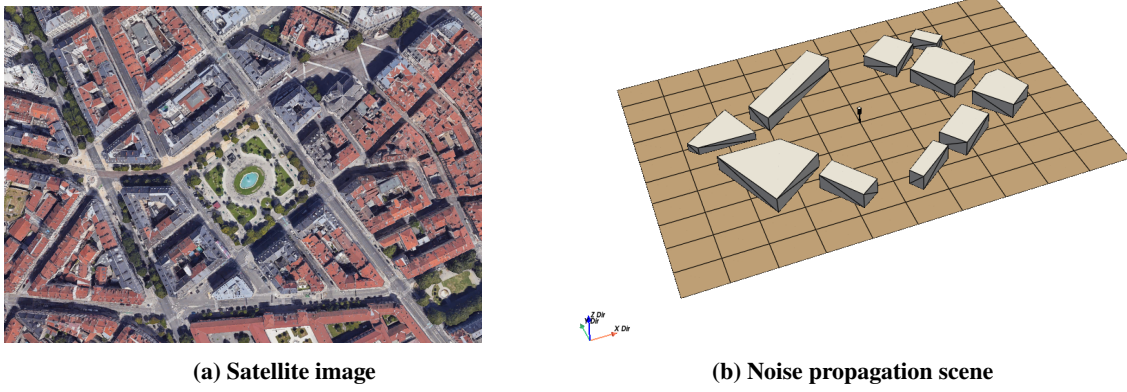 Z Dir
Y Dir
X Dir
(a) Satellite image
(b) Noise propagation scene